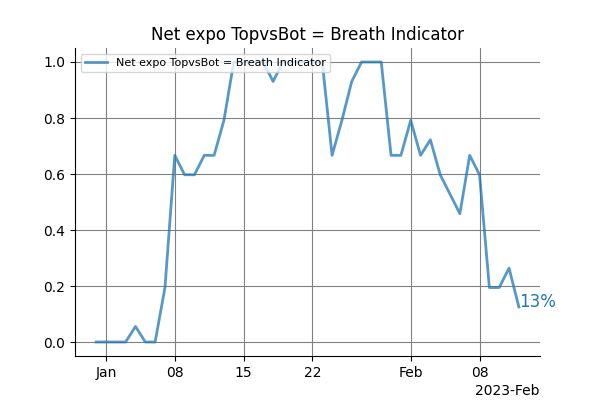 Net expo TopvsBot = Breath Indicator
Net expo TopvsBot = Breath Indicator
1.0
0.8
0.6
0.4
0.2
0.0
13%
Jan
08
15
22
Feb
08
2023-Feb